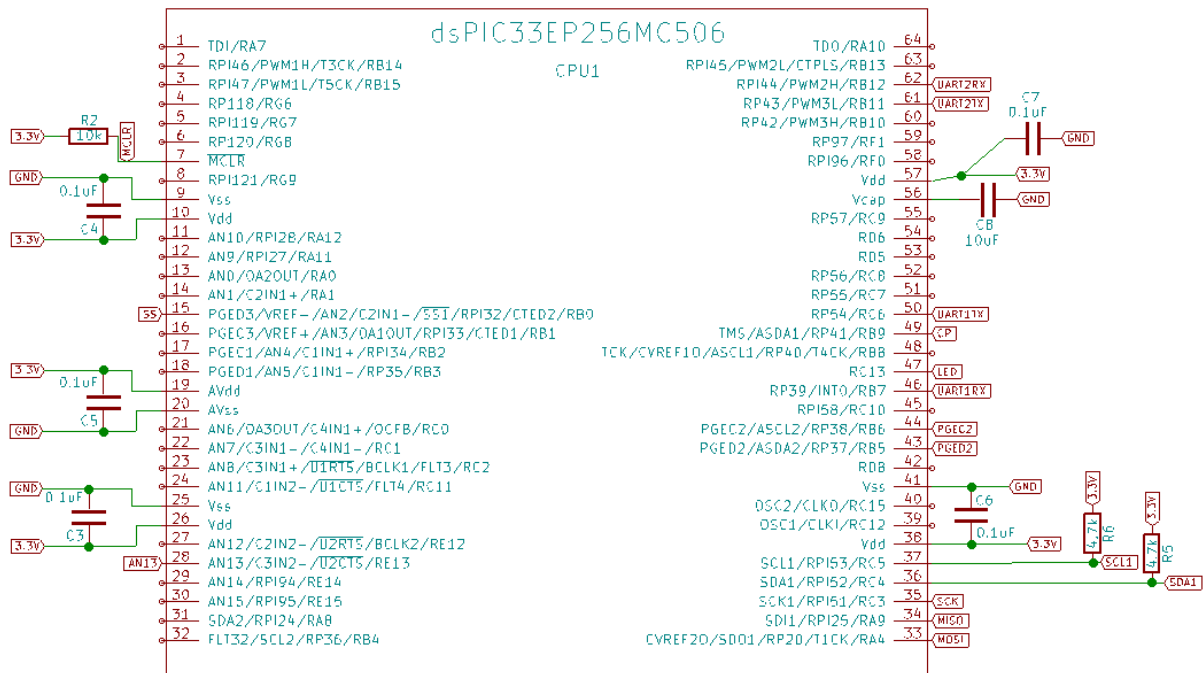 dsPIC33EP256MC506
CPU1
1 TDI/RA7
2 RPI46/PWM1H/T3CK/RB14
3 RPI47/PWM1L/T5CK/RB15
4 RP118/RG6
5 RPI119/RG7
6 RP120/RG8
3.3V R2 10k MCLR 7 MCLR
8 RPI121/RG9
GND 9 Vss
0.1uF C4
3.3V 10 Vdd
11 AN10/RPI28/RA12
12 AN9/RPI27/RA11
13 AN0/OA2OUT/RA0
14 AN1/C2IN1+/RA1
SS 15 PGED3/VREF-/AN2/C2IN1-/SS1/RPI32/CTED2/RB0
16 PGEC3/VREF+/AN3/OA1OUT/RPI33/CTED1/RB1
17 PGEC1/AN4/C1IN1+/RPI34/RB2
18 PGED1/AN5/C1IN1-/RP35/RB3
3.3V 19 AVdd
0.1uF C5
GND 20 AVss
21 AN6/OA3OUT/C4IN1+/OCFB/RC0
22 AN7/C3IN1-/C4IN1-/RC1
23 AN8/C3IN1+/U1RTS/BCLK1/FLT3/RC2
24 AN11/C1IN2-/U1CTS/FLT4/RC11
GND 25 Vss
0.1uF C3
3.3V 26 Vdd
27 AN12/C2IN2-/U2RTS/BCLK2/RE12
AN13 28 AN13/C3IN2-/U2CTS/RE13
29 AN14/RPI94/RE14
30 AN15/RPI95/RE15
31 SDA2/RPI24/RA8
32 FLT32/SCL2/RP36/RB4
TDO/RA10 64
RPI45/PWM2L/CTPLS/RB13 63
RPI44/PWM2H/RB12 62 UART2RX
RP43/PWM3L/RB11 61 UART2TX
RP42/PWM3H/RB10 60
RP97/RF1 59
RPI96/RF0 58
Vdd 57 3.3V
C7 0.1uF GND
Vcap 56 C8 10uF GND
RP57/RC9 55
RD6 54
RD5 53
RP56/RC8 52
RP55/RC7 51
RP54/RC6 50 UART1TX
TMS/ASDA1/RP41/RB9 49 CP
TCK/CVREF1O/ASCL1/RP40/T4CK/RB8 48
RC13 47 LED
RP39/INT0/RB7 46 UART1RX
RPI58/RC10 45
PGEC2/ASCL2/RP38/RB6 44 PGEC2
PGED2/ASDA2/RP37/RB5 43 PGED2
RD8 42
Vss 41 GND
OSC2/CLKO/RC15 40
OSC1/CLKI/RC12 39
C6 0.1uF
Vdd 38 3.3V
3.3V 4.7k R6
SCL1/RPI53/RC5 37 SCL1
3.3V 4.7k R5
SDA1/RPI52/RC4 36 SDA1
SCK1/RPI51/RC3 35 SCK
SDI1/RPI25/RA9 34 MISO
CVREF2O/SDO1/RP20/T1CK/RA4 33 MOSI